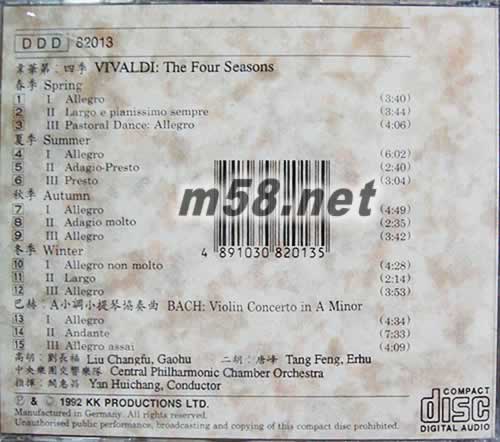 DDD 82013
韋華第：四季 VIVALDI: The Four Seasons
春季 Spring
1 I Allegro (3:40)
2 II Largo e pianissimo sempre (3:44)
3 III Pastoral Dance: Allegro (4:06)
夏季 Summer
4 I Allegro (6:02)
5 II Adagio-Presto (2:40)
6 III Presto (3:04)
秋季 Autumn
7 I Allegro (4:49)
8 II Adagio molto (2:35)
9 III Allegro (3:42)
冬季 Winter
10 I Allegro non molto (4:28)
11 II Largo (2:14)
12 III Allegro (3:53)
m58.net
4 891030 820135
巴赫：A小調小提琴協奏曲 BACH: Violin Concerto in A Minor
13 I Allegro (4:34)
14 II Andante (7:33)
15 III Allegro assai (4:09)
高胡：劉長福 Liu Changfu, Gaohu 二胡：唐峰 Tang Feng, Erhu
中央樂團交響樂隊 Central Philharmonic Chamber Orchestra
指揮：閻惠昌 Yan Huichang, Conductor
Ⓟ & © 1992 KK PRODUCTIONS LTD.
Manufactured in Germany. All rights reserved.
Unauthorised public performance, broadcasting and copying of this compact disc prohibited.
COMPACT
disc
DIGITAL AUDIO